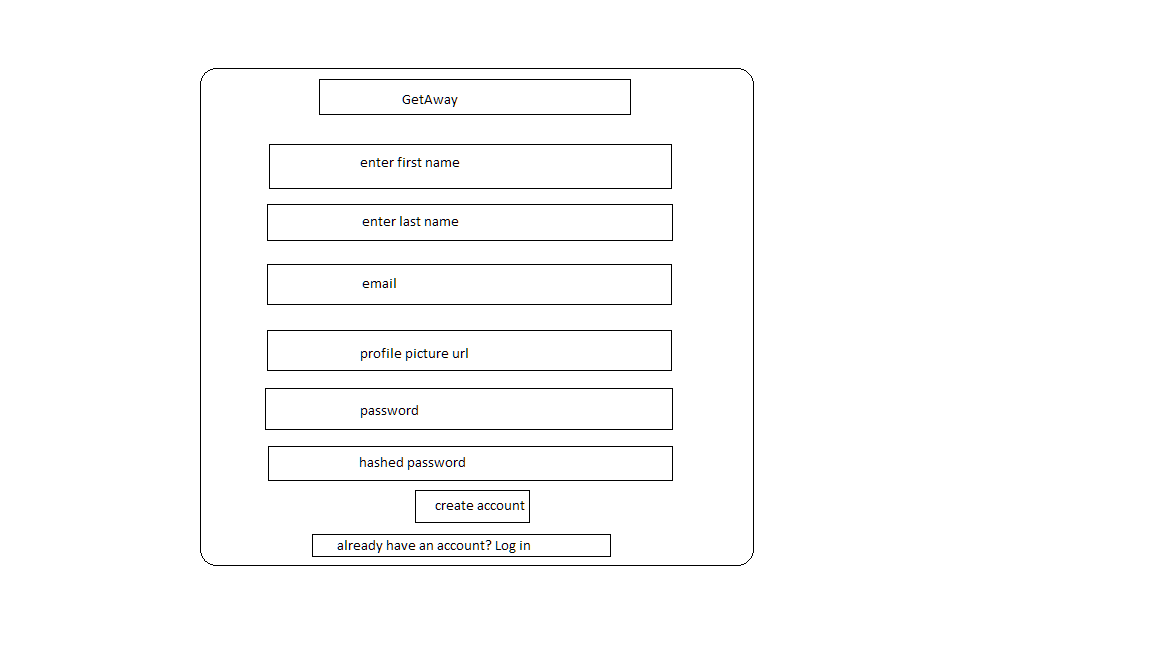 GetAway
enter first name
enter last name
email
profile picture url
password
hashed password
create account
already have an account? Log in